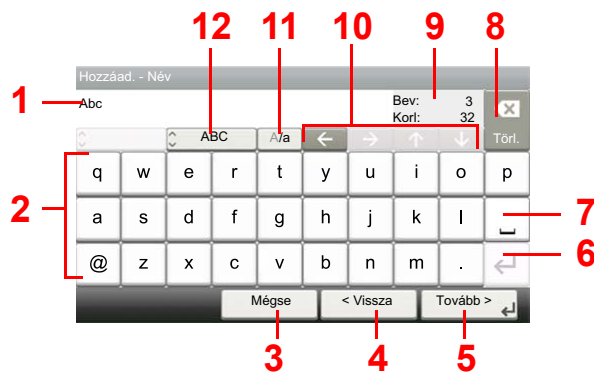 12 11 10 9 8
Hozzáad. - Név
1 Abc Bev: 3
Korl: 32
ABC A/a ← → ↑ ↓ Törl.
q w e r t y u i o p
2 a s d f g h j k l 7
@ z x c v b n m . 6
Mégse < Vissza Tovább >
3 4 5